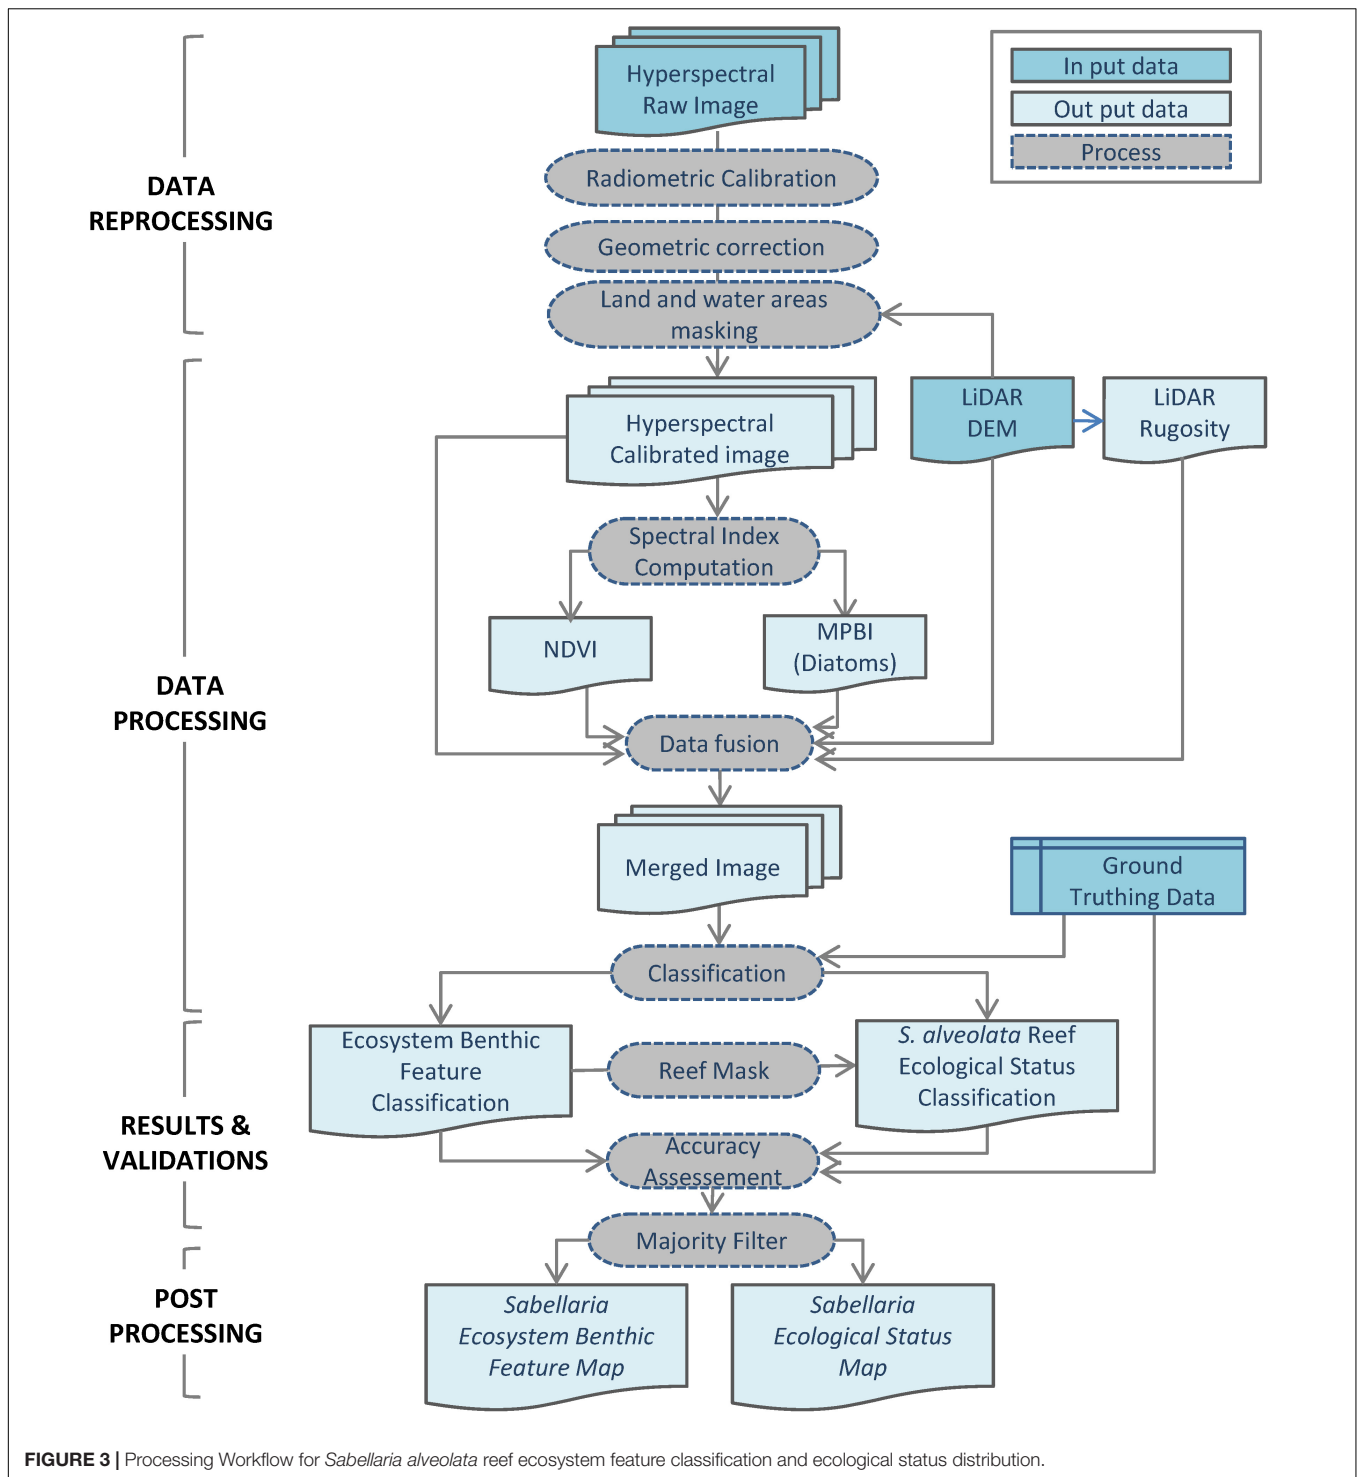 Hyperspectral
Raw Image
In put data
Out put data
Process
Radiometric Calibration
DATA
REPROCESSING
Geometric correction
Land and water areas
masking
LiDAR
DEM
LiDAR
Rugosity
Hyperspectral
Calibrated image
Spectral Index
Computation
NDVI
MPBI
(Diatoms)
DATA
PROCESSING
Data fusion
Merged Image
Ground
Truthing Data
Classification
Ecosystem Benthic
Feature
Classification
Reef Mask
S. alveolata Reef
Ecological Status
Classification
RESULTS &
VALIDATIONS
Accuracy
Assessement
Majority Filter
POST
PROCESSING
Sabellaria
Ecosystem Benthic
Feature Map
Sabellaria
Ecological Status
Map
FIGURE 3 | Processing Workflow for Sabellaria alveolata reef ecosystem feature classification and ecological status distribution.